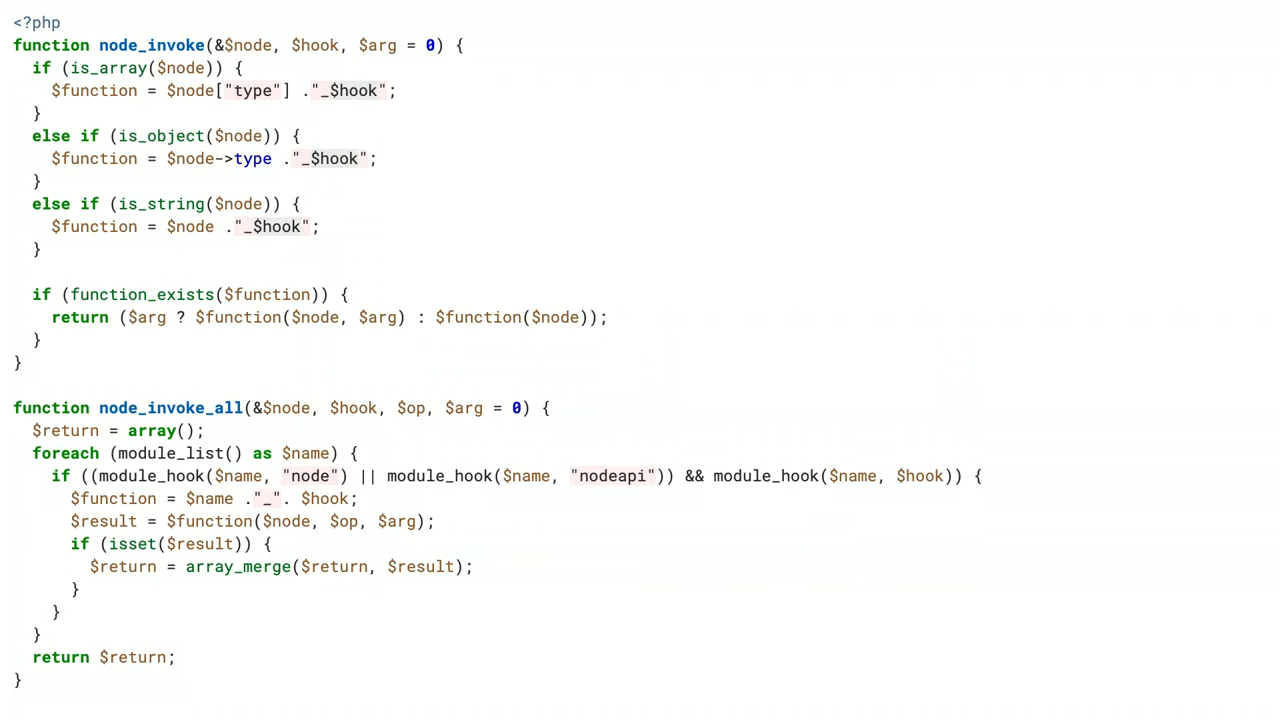 <?php
function node_invoke(&$node, $hook, $arg = 0) {
  if (is_array($node)) {
    $function = $node["type"] ."_$hook";
  }
  else if (is_object($node)) {
    $function = $node->type ."_$hook";
  }
  else if (is_string($node)) {
    $function = $node ."_$hook";
  }

  if (function_exists($function)) {
    return ($arg ? $function($node, $arg) : $function($node));
  }
}

function node_invoke_all(&$node, $hook, $op, $arg = 0) {
  $return = array();
  foreach (module_list() as $name) {
    if ((module_hook($name, "node") || module_hook($name, "nodeapi")) && module_hook($name, $hook)) {
      $function = $name ."_". $hook;
      $result = $function($node, $op, $arg);
      if (isset($result)) {
        $return = array_merge($return, $result);
      }
    }
  }
  return $return;
}